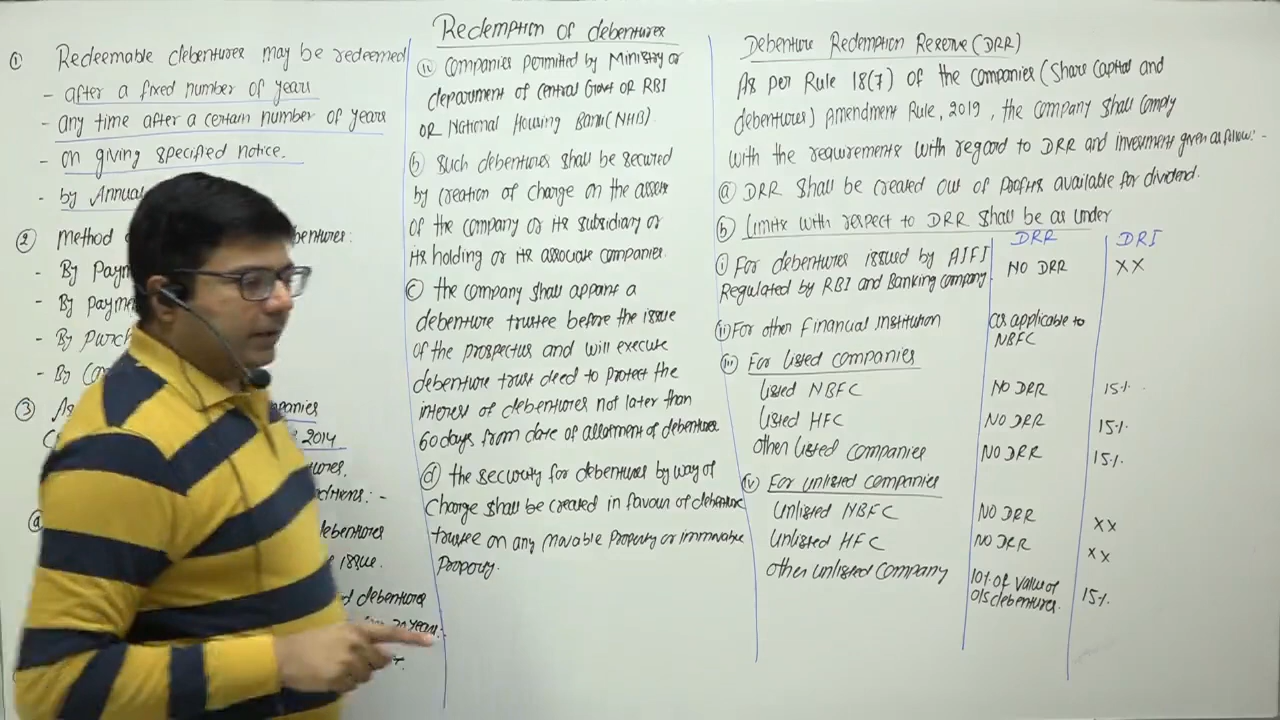 Redemption of debentures
① Redeemable debentures may be redeemed
- after a fixed number of years
- any time after a certain number of years
- on giving specified notice.
- by Annual
② Method debentures:
- By Paym
- By payme
- By Purch
- By Co
③ As companies
2014
conditions:-
ⓐ debentures
issue.
debentures
years:
ⓘⓥ Companies permitted by Ministry or
department of central Govt OR RBI
OR National Housing Bank (NHB)
ⓑ Such debentures shall be secured
by creation of charge on the assets
of the company or its subsidiary or
its holding or its associate companies.
ⓒ the company shall appoint a
debenture trustee before the issue
of the prospectus and will execute
debenture trust deed to protect the
interest of debentures not later than
60 days from date of allotment of debenture
ⓓ the security for debentures by way of
Charge shall be created in favour of debenture
trustee on any movable Property or immovable
Property.
Debenture Redemption Reserve (DRR)
As per Rule 18(7) of the companies (Share Capital and
debentures) Amendment Rule, 2019, the company shall comply
with the requirements with regard to DRR and investment given as follow:-
ⓐ DRR shall be created out of profits available for dividend.
ⓑ Limits with respect to DRR shall be as under
DRR DRI
(i) For debentures issued by AIFI NO DRR XX
Regulated by RBI and Banking company.
(ii) For other Financial Institution as applicable to
NBFC
(iii) For listed companies
listed NBFC NO DRR 15%
listed HFC NO DRR 15%
other listed companies NO DRR 15%
(iv) For unlisted companies
Unlisted NBFC NO DRR XX
Unlisted HFC NO DRR XX
other unlisted company 10% of value of 15%
o/s debentures.